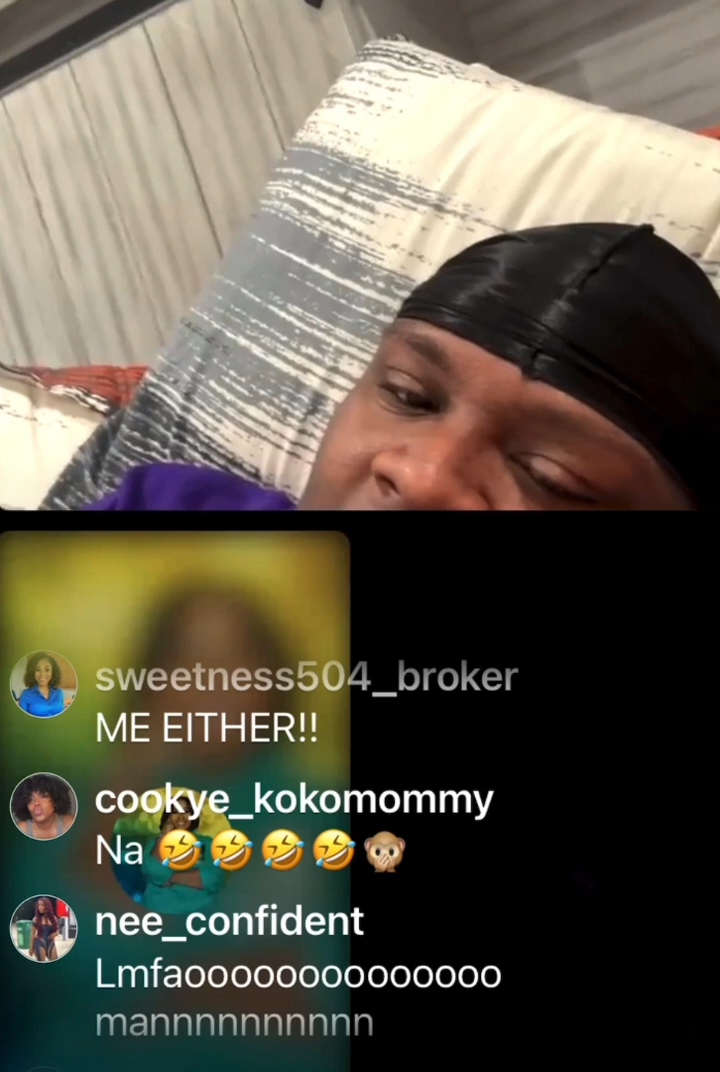 sweetness504_broker
ME EITHER!!
cookye_kokomommy
Na 🤣🤣🤣🤣🙊
nee_confident
Lmfaoooooooooooooo
mannnnnnnnnn